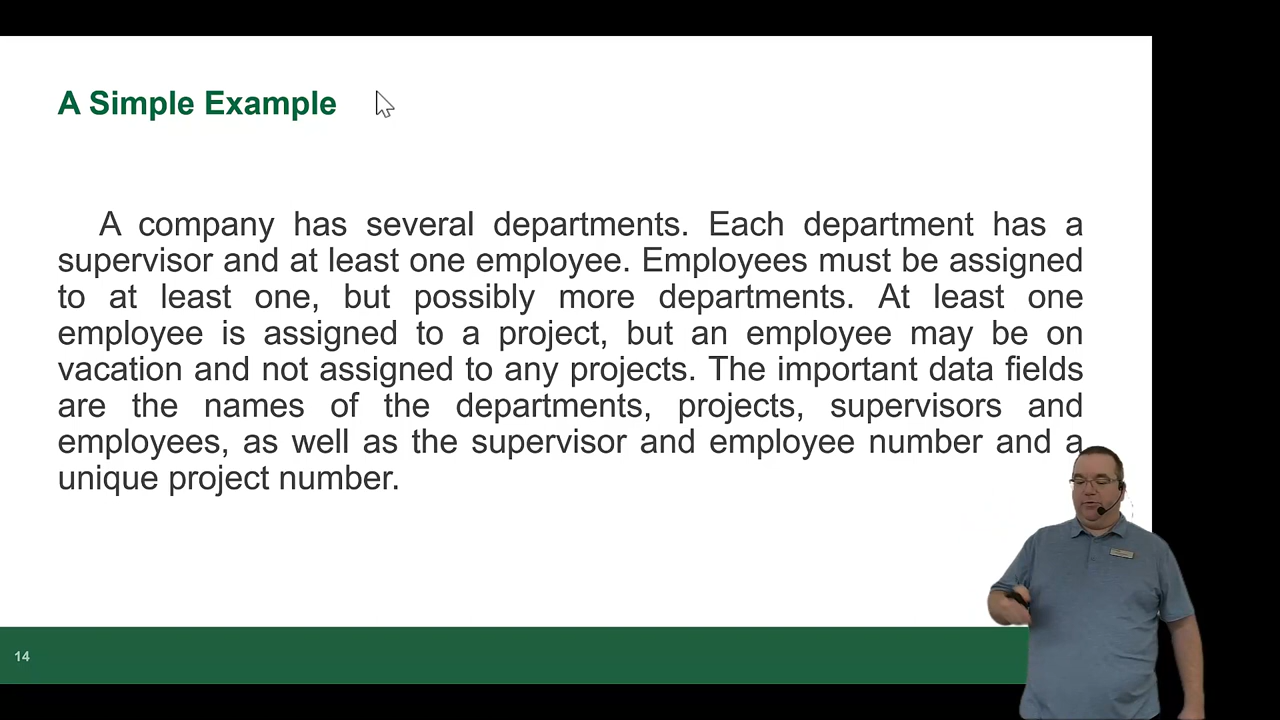 A Simple Example
A company has several departments. Each department has a
supervisor and at least one employee. Employees must be assigned
to at least one, but possibly more departments. At least one
employee is assigned to a project, but an employee may be on
vacation and not assigned to any projects. The important data fields
are the names of the departments, projects, supervisors and
employees, as well as the supervisor and employee number and a
unique project number.
14